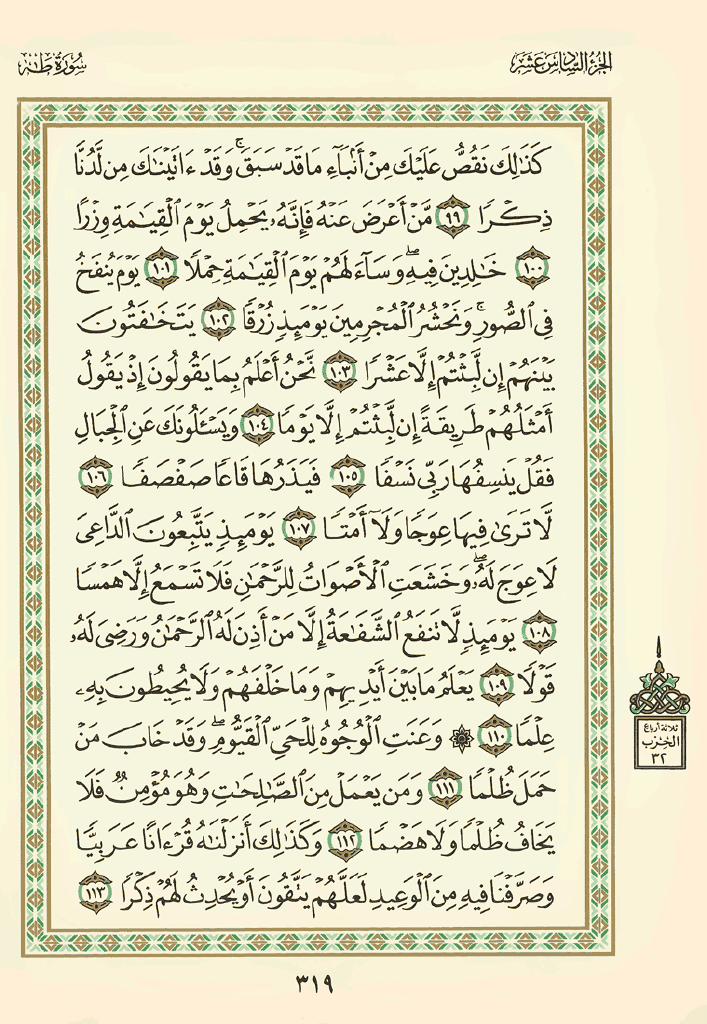 الجزء السادس عشر
سورة طه
كَذَٰلِكَ نَقُصُّ عَلَيْكَ مِنْ أَنۢبَآءِ مَا قَدْ سَبَقَ ۚ وَقَدْ ءَاتَيْنَٰكَ مِن لَّدُنَّا
ذِكْرًا ٩٩ مَّنْ أَعْرَضَ عَنْهُ فَإِنَّهُۥ يَحْمِلُ يَوْمَ ٱلْقِيَٰمَةِ وِزْرًا
١٠٠ خَٰلِدِينَ فِيهِ ۖ وَسَآءَ لَهُمْ يَوْمَ ٱلْقِيَٰمَةِ حِمْلًا ١٠١ يَوْمَ يُنفَخُ
فِى ٱلصُّورِ ۚ وَنَحْشُرُ ٱلْمُجْرِمِينَ يَوْمَئِذٍ زُرْقًا ١٠٢ يَتَخَٰفَتُونَ
بَيْنَهُمْ إِن لَّبِثْتُمْ إِلَّا عَشْرًا ١٠٣ نَّحْنُ أَعْلَمُ بِمَا يَقُولُونَ إِذْ يَقُولُ
أَمْثَلُهُمْ طَرِيقَةً إِن لَّبِثْتُمْ إِلَّا يَوْمًا ١٠٤ وَيَسْـَٔلُونَكَ عَنِ ٱلْجِبَالِ
فَقُلْ يَنسِفُهَا رَبِّى نَسْفًا ١٠٥ فَيَذَرُهَا قَاعًا صَفْصَفًا ١٠٦
لَّا تَرَىٰ فِيهَا عِوَجًا وَلَآ أَمْتًا ١٠٧ يَوْمَئِذٍ يَتَّبِعُونَ ٱلدَّاعِىَ
لَا عِوَجَ لَهُۥ ۖ وَخَشَعَتِ ٱلْأَصْوَاتُ لِلرَّحْمَٰنِ فَلَا تَسْمَعُ إِلَّا هَمْسًا
١٠٨ يَوْمَئِذٍ لَّا تَنفَعُ ٱلشَّفَٰعَةُ إِلَّا مَنْ أَذِنَ لَهُ ٱلرَّحْمَٰنُ وَرَضِىَ لَهُۥ
قَوْلًا ١٠٩ يَعْلَمُ مَا بَيْنَ أَيْدِيهِمْ وَمَا خَلْفَهُمْ وَلَا يُحِيطُونَ بِهِۦ
عِلْمًا ١١٠ ۞ وَعَنَتِ ٱلْوُجُوهُ لِلْحَىِّ ٱلْقَيُّومِ ۖ وَقَدْ خَابَ مَنْ
حَمَلَ ظُلْمًا ١١١ وَمَن يَعْمَلْ مِنَ ٱلصَّٰلِحَٰتِ وَهُوَ مُؤْمِنٌ فَلَا
يَخَافُ ظُلْمًا وَلَا هَضْمًا ١١٢ وَكَذَٰلِكَ أَنزَلْنَٰهُ قُرْءَانًا عَرَبِيًّا
وَصَرَّفْنَا فِيهِ مِنَ ٱلْوَعِيدِ لَعَلَّهُمْ يَتَّقُونَ أَوْ يُحْدِثُ لَهُمْ ذِكْرًا ١١٣
ثلاثة أرباع
الحزب
٣٢
٣١٩